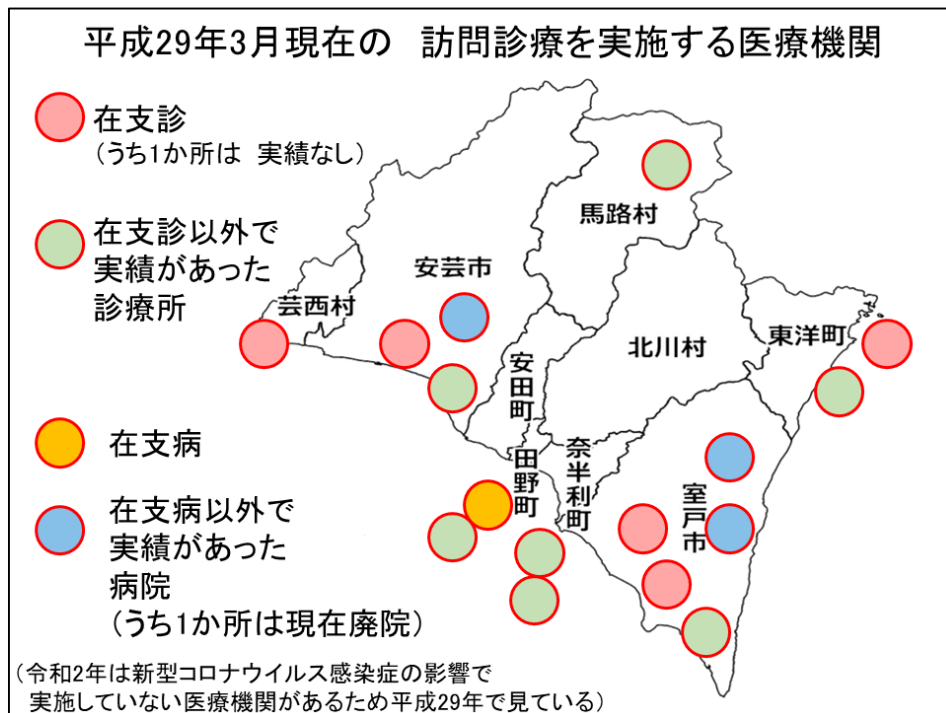 平成29年3月現在の　訪問診療を実施する医療機関
在支診
（うち1か所は　実績なし）
在支診以外で
実績があった
診療所
在支病
在支病以外で
実績があった
病院
（うち1か所は現在廃院）
馬路村
安芸市
芸西村
東洋町
北川村
安田町
田野町
奈半利町
室戸市
（令和2年は新型コロナウイルス感染症の影響で
実施していない医療機関があるため平成29年で見ている）